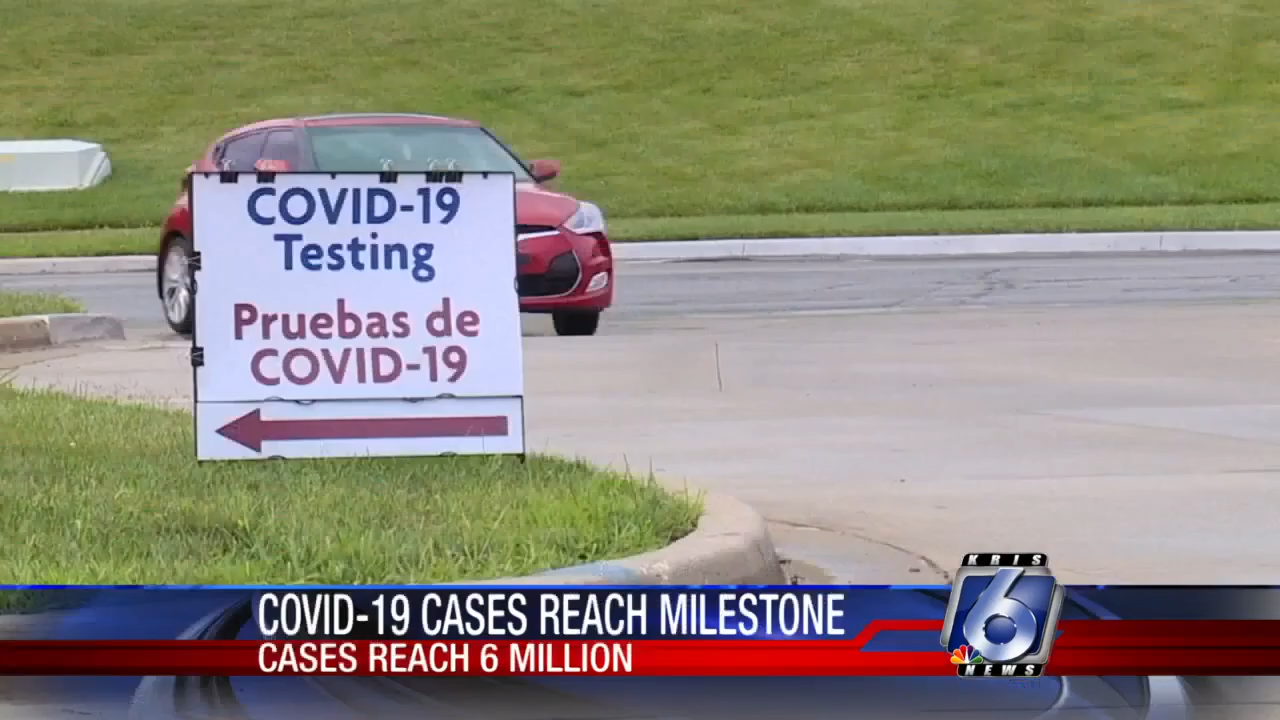 COVID-19
Testing
Pruebas de
COVID-19
COVID-19 CASES REACH MILESTONE
CASES REACH 6 MILLION
KRIS
6
NEWS